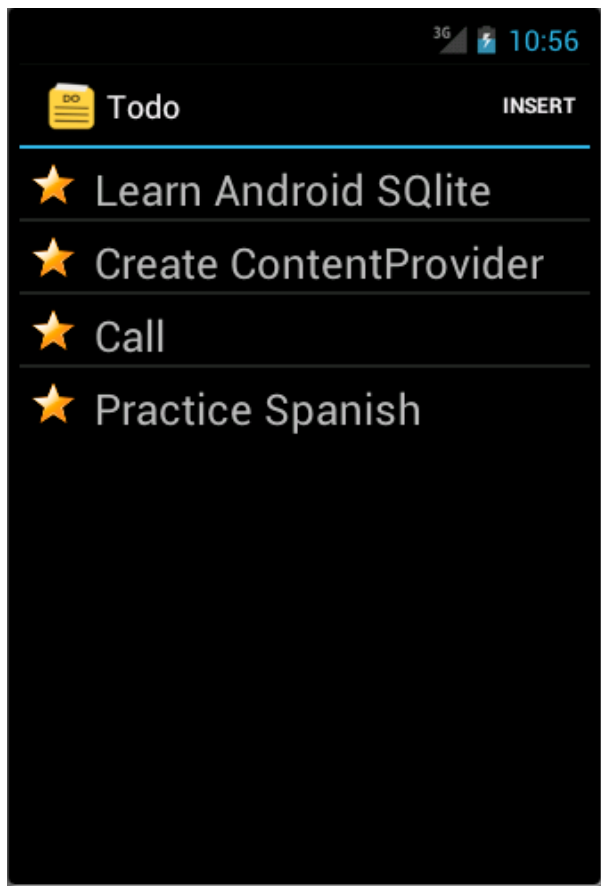 3G 10:56
DO Todo INSERT
Learn Android SQlite
Create ContentProvider
Call
Practice Spanish